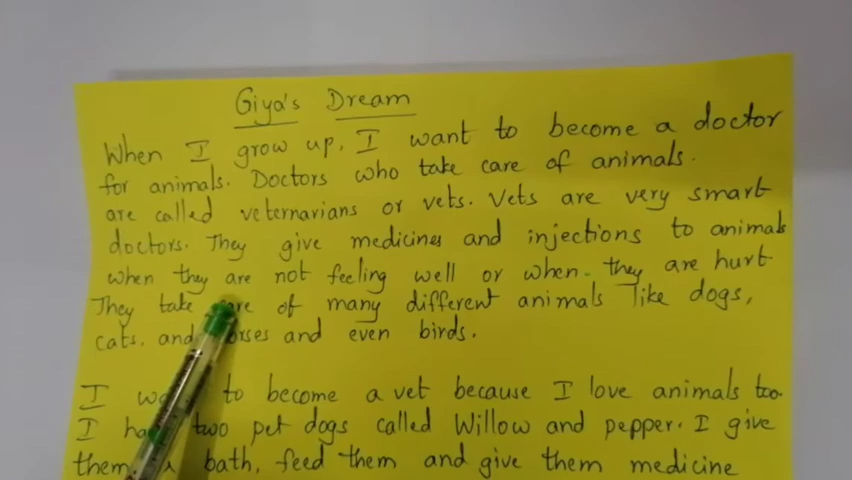 Giya's Dream
When I grow up, I want to become a doctor
for animals. Doctors who take care of animals.
are called veternarians or vets. Vets are very smart
doctors. They give medicines and injections to animals
when they are not feeling well or when they are hurt
They take of many different animals like dogs,
cats, and and even birds.
I to become a vet because I love animals too.
I two pet dogs called Willow and pepper. I give
them a bath, feed them and give them medicine